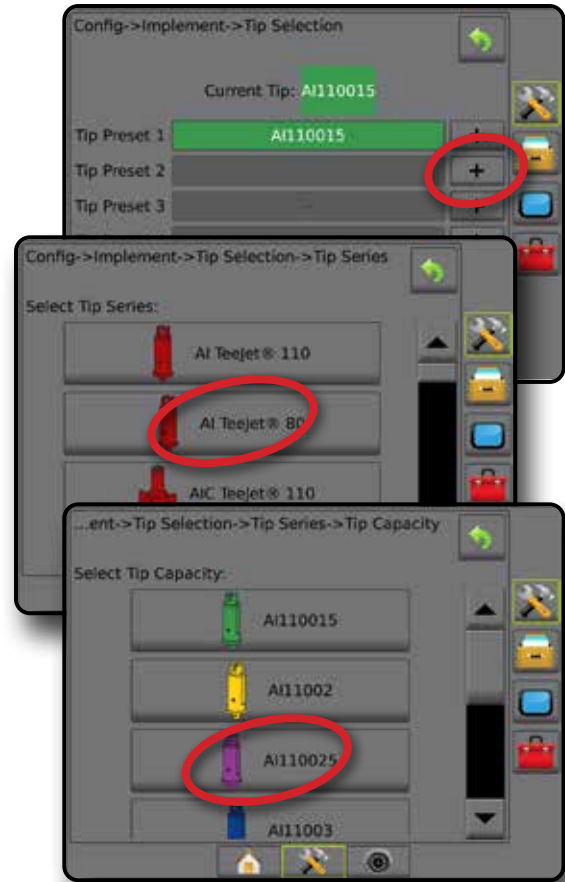 Config->Implement->Tip Selection
Current Tip: AI110015
Tip Preset 1 AI110015 +
Tip Preset 2 +
Tip Preset 3 +
Config->Implement->Tip Selection->Tip Series
Select Tip Series:
AI TeeJet® 110
AI TeeJet® 80
AIC TeeJet® 110
...ent->Tip Selection->Tip Series->Tip Capacity
Select Tip Capacity:
AI110015
AI11002
AI110025
AI11003